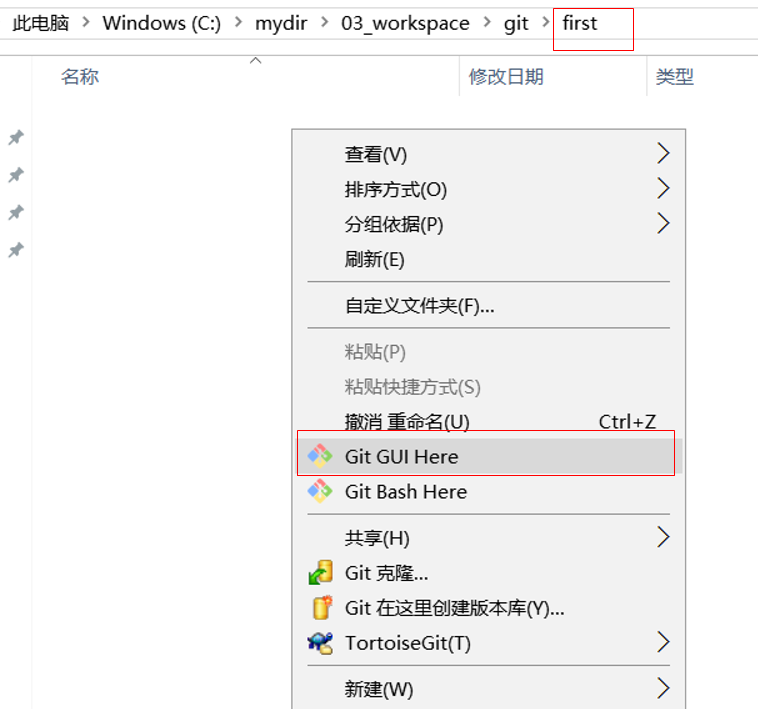 此电脑 > Windows (C:) > mydir > 03_workspace > git > first
名称 修改日期 类型
查看(V)
排序方式(O)
分组依据(P)
刷新(E)
自定义文件夹(F)...
粘贴(P)
粘贴快捷方式(S)
撤消 重命名(U) Ctrl+Z
Git GUI Here
Git Bash Here
共享(H)
Git 克隆...
Git 在这里创建版本库(Y)...
TortoiseGit(T)
新建(W)